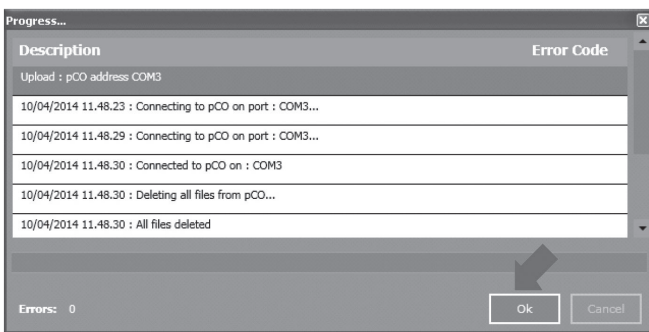 Progress...
Description Error Code
Upload : pCO address COM3
10/04/2014 11.48.23 : Connecting to pCO on port : COM3...
10/04/2014 11.48.29 : Connecting to pCO on port : COM3...
10/04/2014 11.48.30 : Connected to pCO on : COM3
10/04/2014 11.48.30 : Deleting all files from pCO...
10/04/2014 11.48.30 : All files deleted
Errors: 0 Ok Cancel